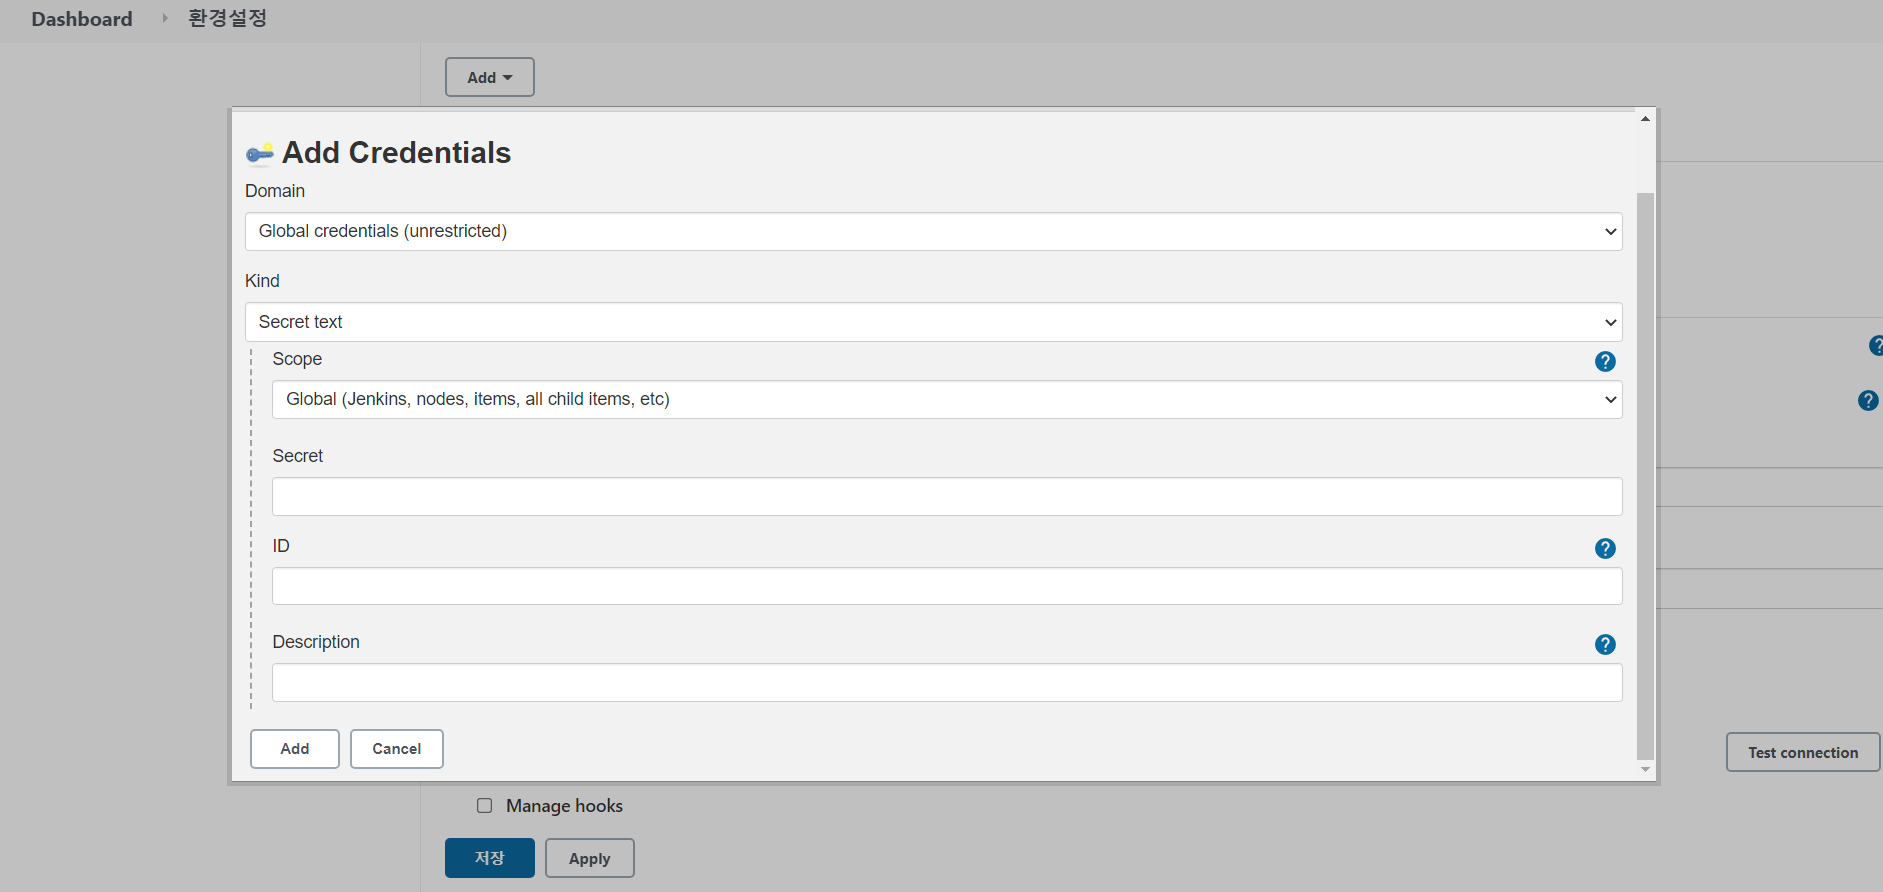 Dashboard
환경설정
Add
Add Credentials
Domain
Global credentials (unrestricted)
Kind
Secret text
Scope
?
?
Global (Jenkins, nodes, items, all child items, etc)
?
Secret
ID
?
Description
?
Add
Cancel
Test connection
Manage hooks
저장
Apply